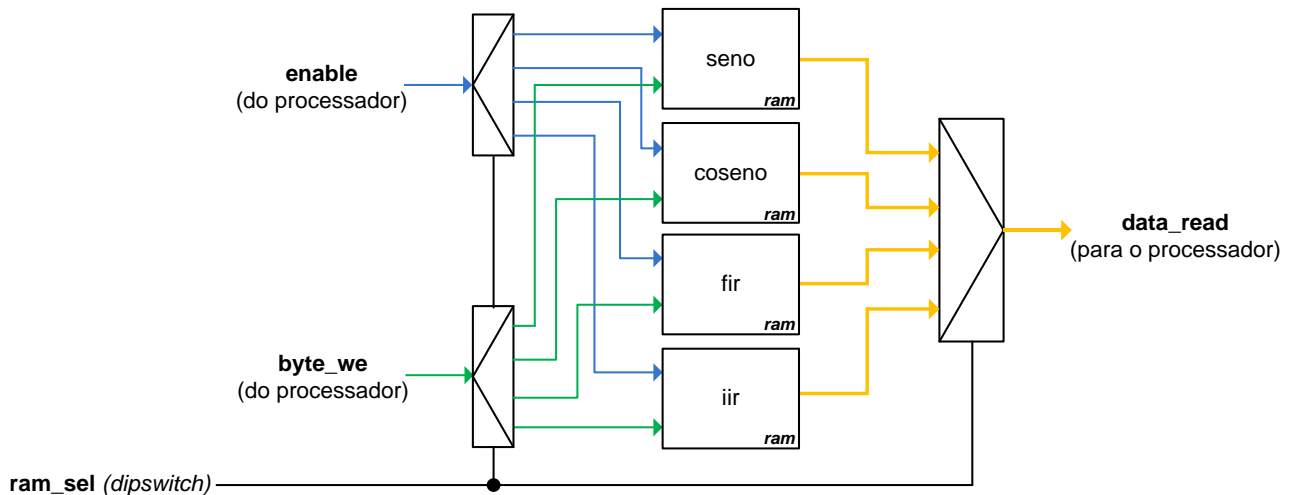 enable
(do processador)
seno
ram
coseno
ram
data_read
(para o processador)
fir
ram
byte_we
(do processador)
iir
ram
ram_sel (dipswitch)